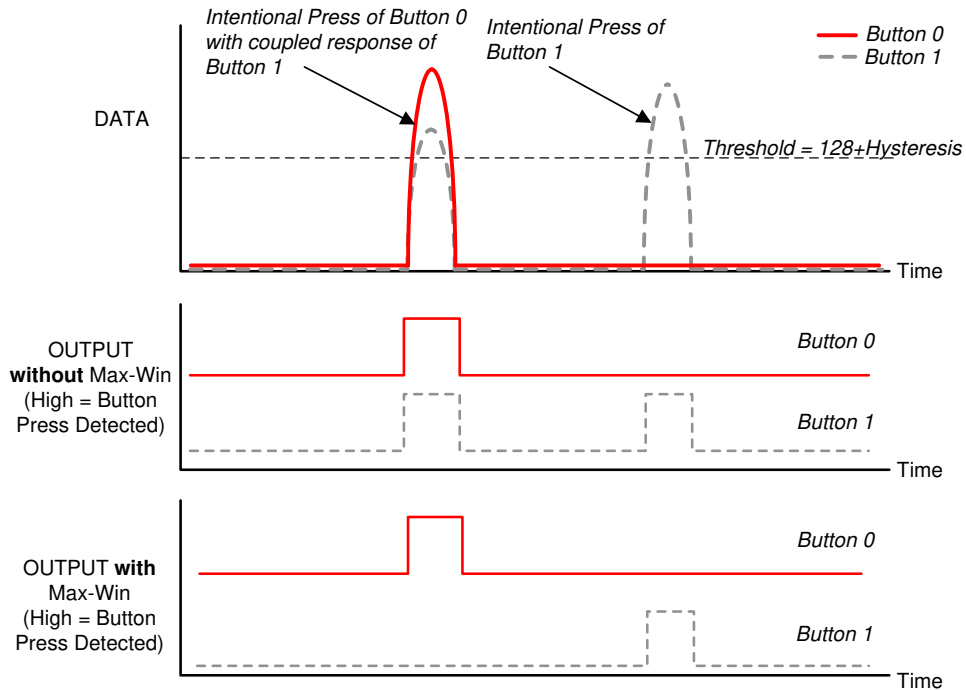 Intentional Press of Button 0
with coupled response of
Button 1
Intentional Press of
Button 1
Button 0
Button 1
DATA
Threshold = 128+Hysteresis
Time
OUTPUT
without Max-Win
(High = Button
Press Detected)
Button 0
Button 1
Time
OUTPUT with
Max-Win
(High = Button
Press Detected)
Button 0
Button 1
Time